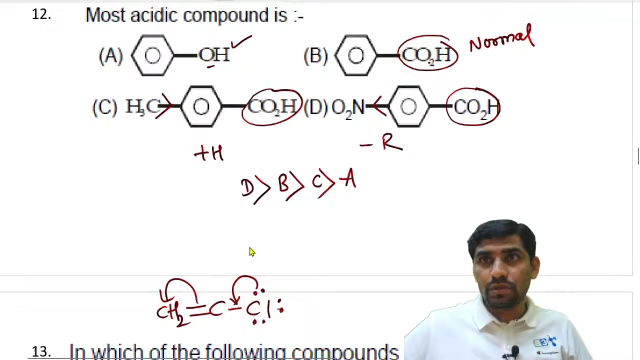 12. Most acidic compound is :-
(A) OH (B) CO₂H Normal
(C) H₃C CO₂H (D) O₂N CO₂H
+H - R
D > B > C > A
CH₂ = C - Cl
13. In which of the following compounds